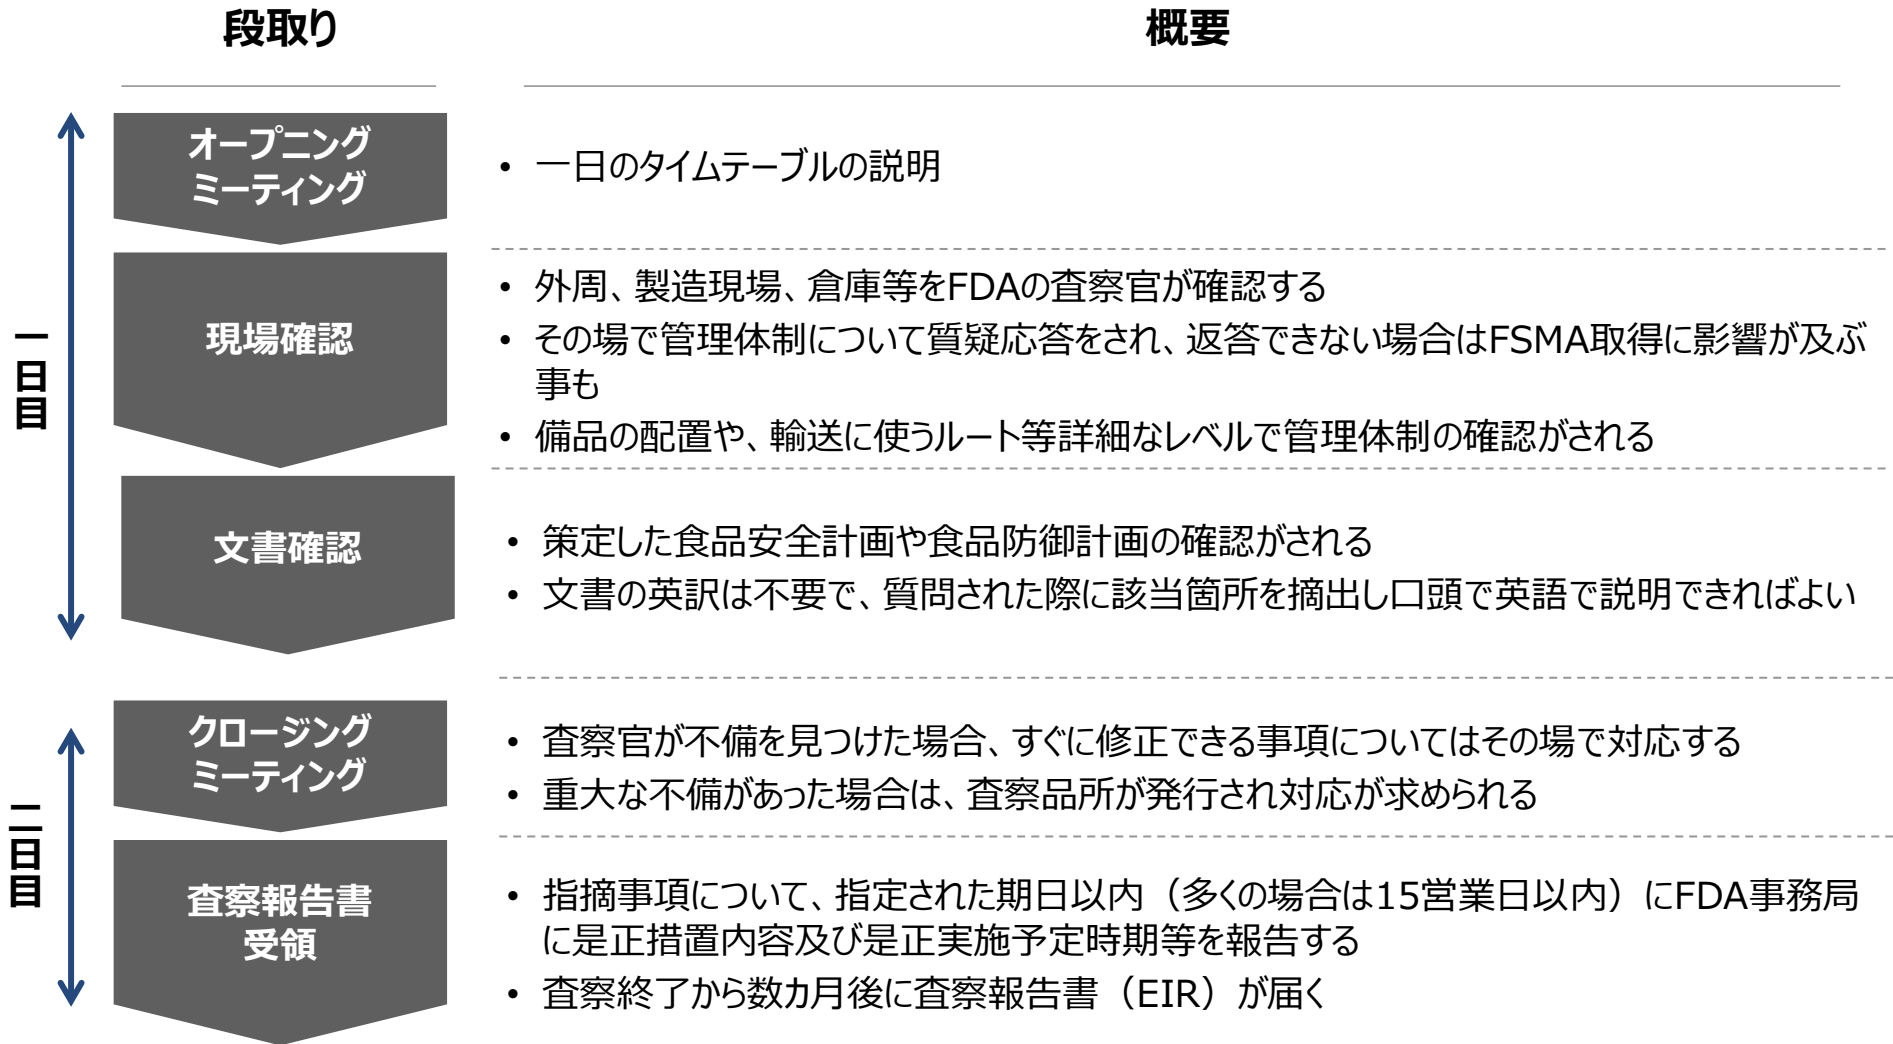 段取り
概要
一日目
オープニング
ミーティング
• 一日のタイムテーブルの説明
現場確認
• 外周、製造現場、倉庫等をFDAの査察官が確認する
• その場で管理体制について質疑応答をされ、返答できない場合はFSMA取得に影響が及ぶ
事も
• 備品の配置や、輸送に使うルート等詳細なレベルで管理体制の確認がされる
文書確認
• 策定した食品安全計画や食品防御計画の確認がされる
• 文書の英訳は不要で、質問された際に該当箇所を摘出し口頭で英語で説明できればよい
二日目
クロージング
ミーティング
• 査察官が不備を見つけた場合、すぐに修正できる事項についてはその場で対応する
• 重大な不備があった場合は、査察品所が発行され対応が求められる
査察報告書
受領
• 指摘事項について、指定された期日以内（多くの場合は15営業日以内）にFDA事務局
に是正措置内容及び是正実施予定時期等を報告する
• 査察終了から数カ月後に査察報告書（EIR）が届く